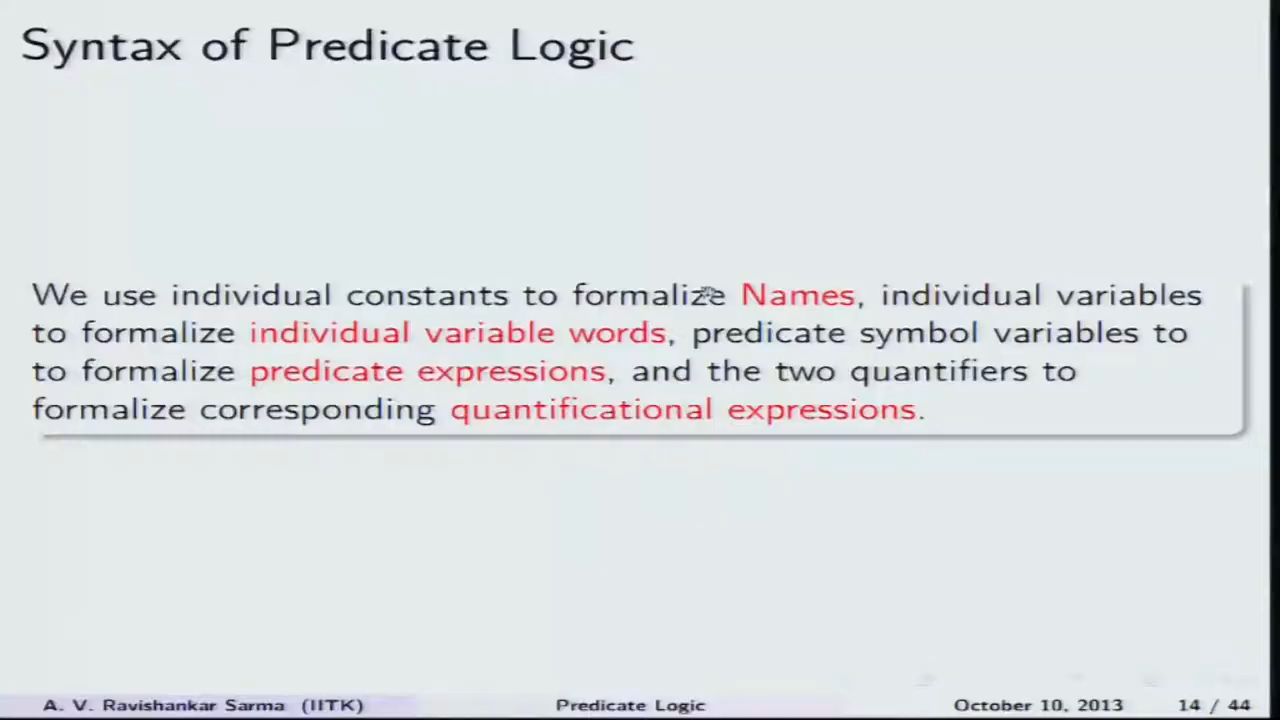 Syntax of Predicate Logic
We use individual constants to formalize Names, individual variables
to formalize individual variable words, predicate symbol variables to
to formalize predicate expressions, and the two quantifiers to
formalize corresponding quantificational expressions.
A. V. Ravishankar Sarma (IITK) Predicate Logic October 10, 2013 14 / 44